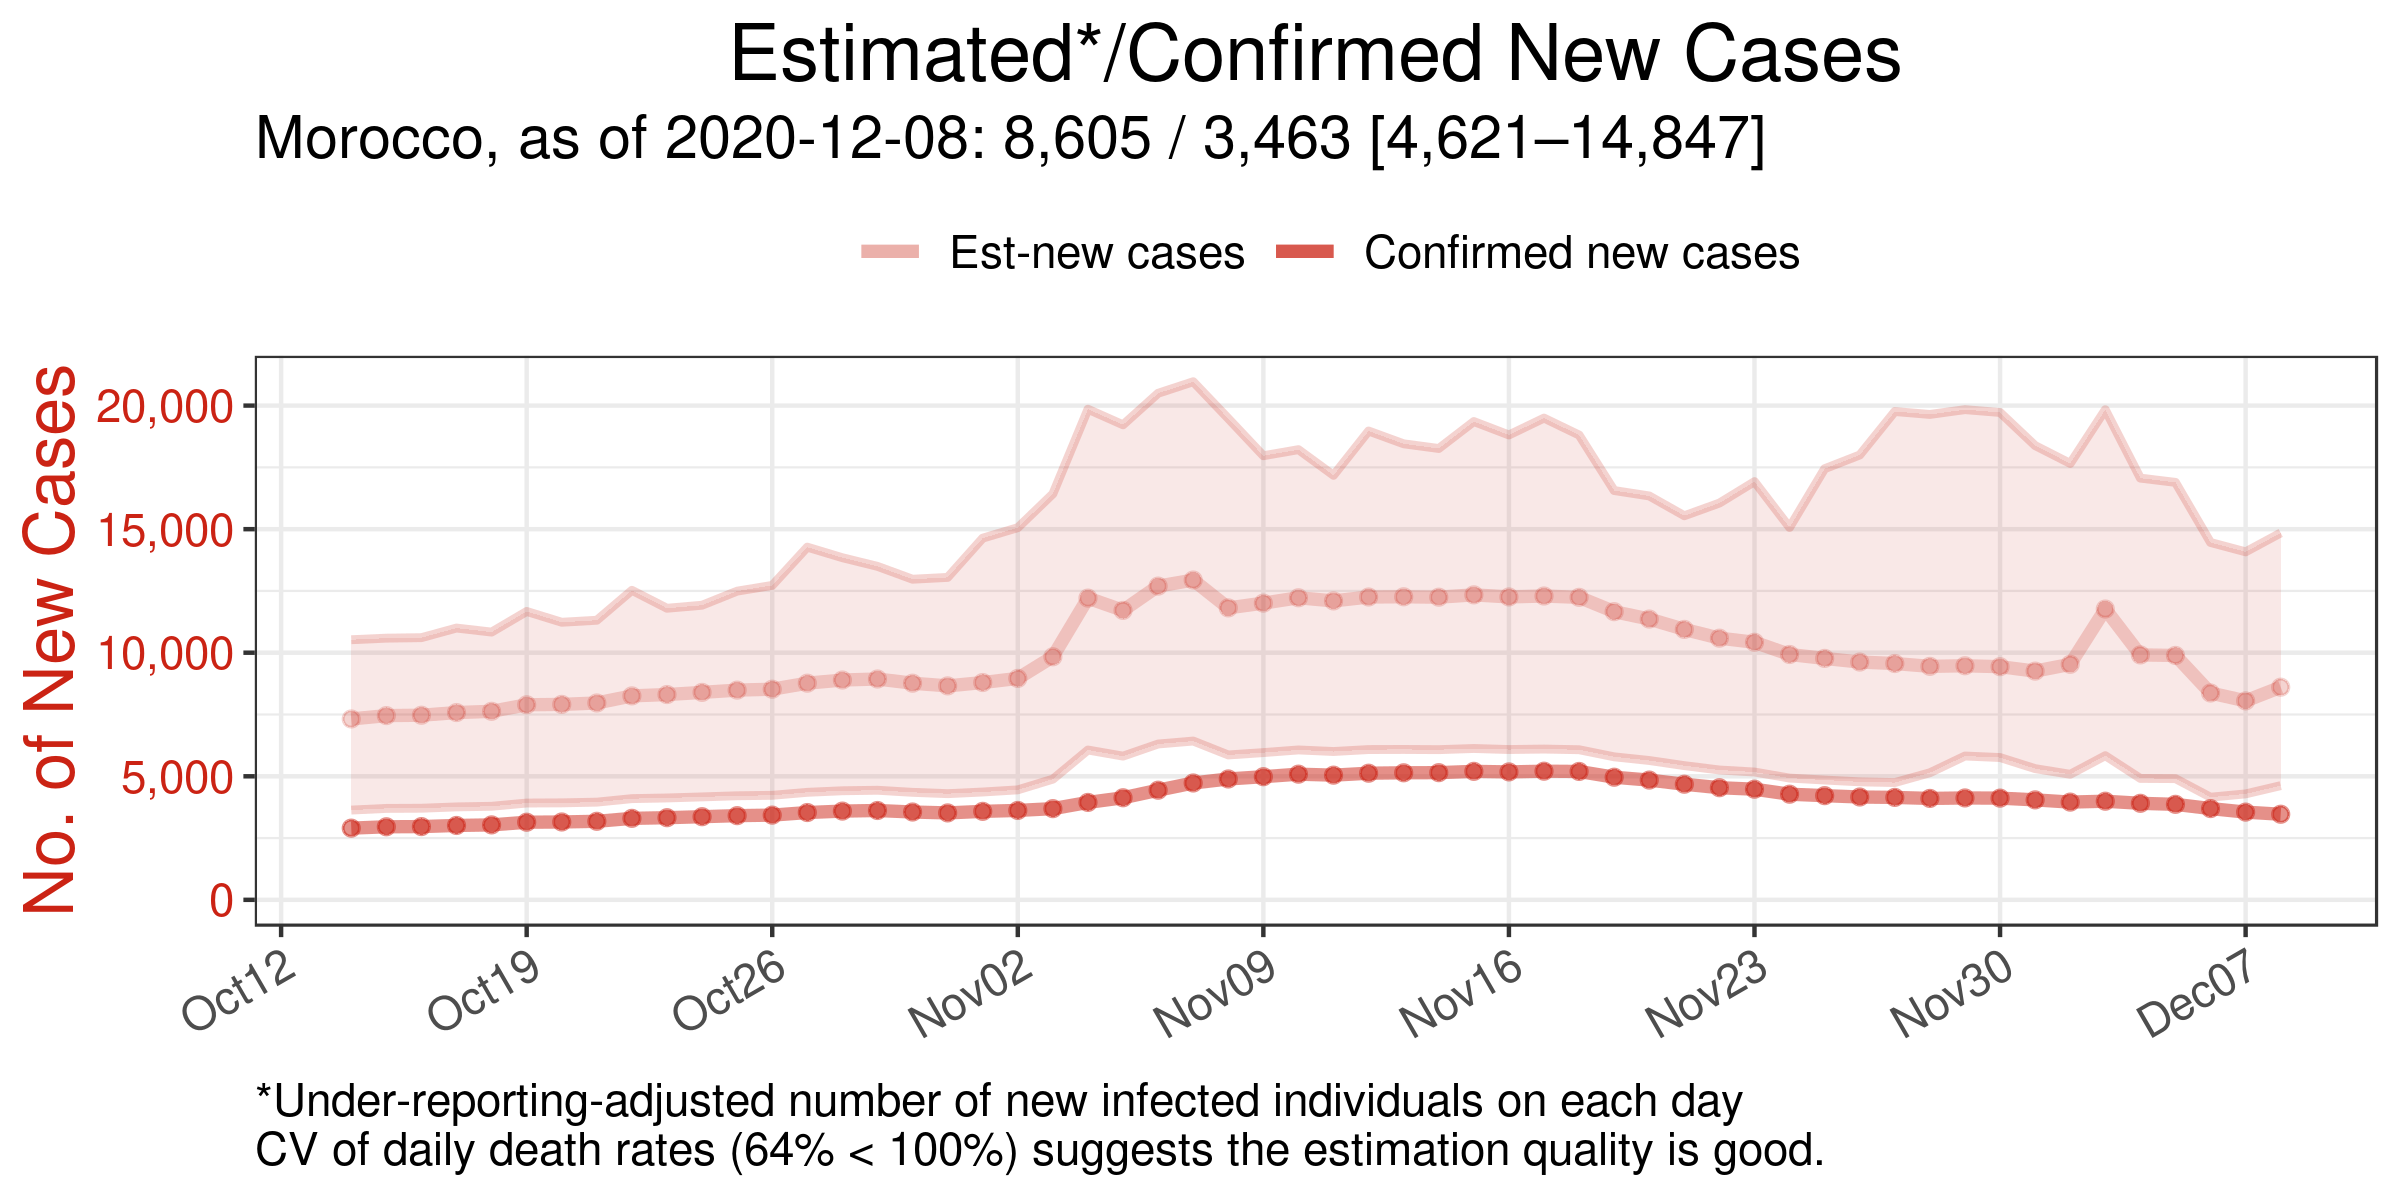 Estimated*/Confirmed New Cases
Morocco, as of 2020-12-08: 8,605 / 3,463 [4,621–14,847]
Est-new cases
Confirmed new cases
No. of New Cases
20,000
15,000
10,000
5,000
0
Oct12
Oct19
Oct26
Nov02
Nov09
Nov16
Nov23
Nov30
Dec07
*Under-reporting-adjusted number of new infected individuals on each day
CV of daily death rates (64% < 100%) suggests the estimation quality is good.